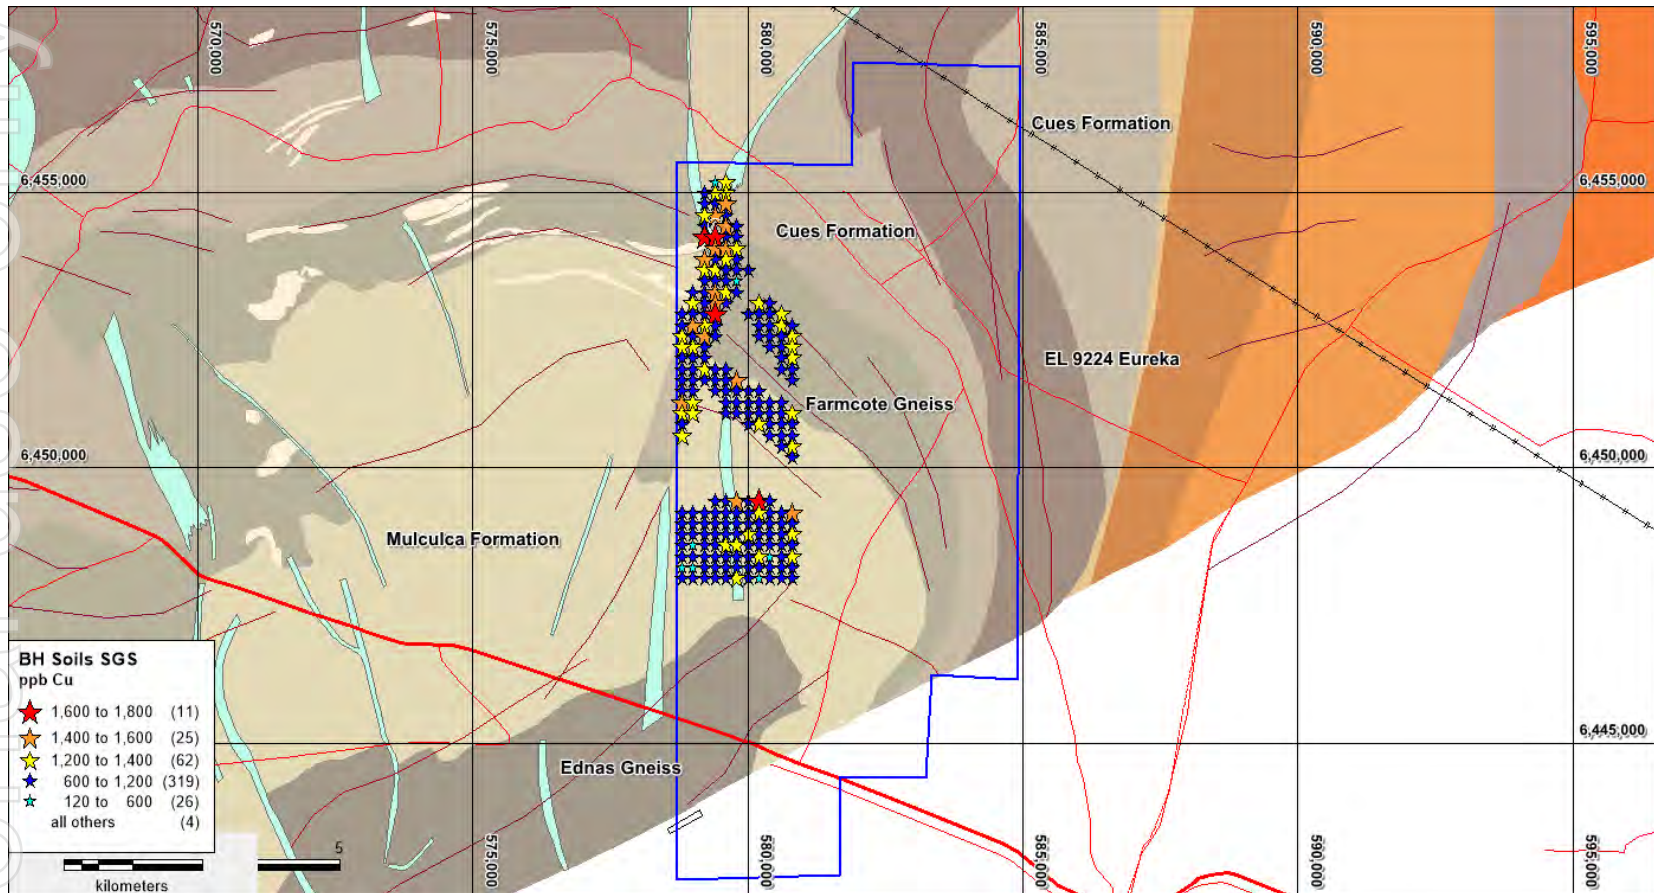 570,000
575,000
580,000
585,000
590,000
595,000
Cues Formation
6,455,000
6,455,000
Cues Formation
EL 9224 Eureka
Farmcote Gneiss
6,450,000
6,450,000
Mulculca Formation
6,445,000
Ednas Gneiss
BH Soils SGS
ppb Cu
1,600 to 1,800 (11)
1,400 to 1,600 (25)
1,200 to 1,400 (62)
600 to 1,200 (319)
120 to 600 (26)
all others (4)
5
kilometers
575,000
580,000
585,000
590,000
595,000